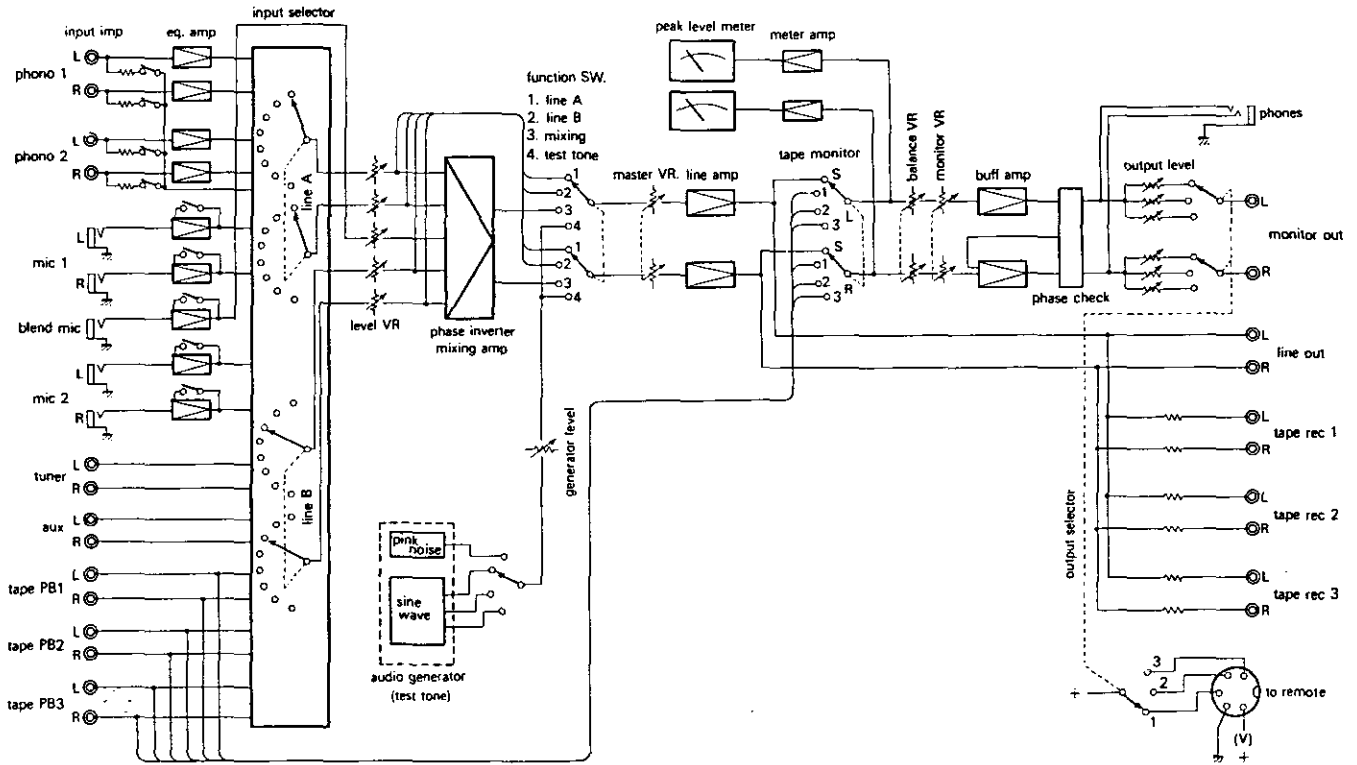 input selector
input imp
eq. amp
L
phono 1
R
L
phono 2
R
L
mic 1
R
blend mic
L
mic 2
R
L
tuner
R
L
aux
R
L
tape PB1
R
L
tape PB2
R
L
tape PB3
R
line A
line B
level VR
phase inverter
mixing amp
function SW.
1. line A
2. line B
3. mixing
4. test tone
1
2
3
4
1
2
3
4
generator level
pink
noise
sine
wave
audio generator
(test tone)
peak level meter
meter amp
master VR.
line amp
tape monitor
S
1
2
3
L
S
1
2
3
R
balance VR
monitor VR
buff amp
phase check
phones
output level
L
monitor out
R
L
line out
R
L
tape rec 1
R
L
tape rec 2
R
L
tape rec 3
R
output selector
+
3
2
1
to remote
(V)
+